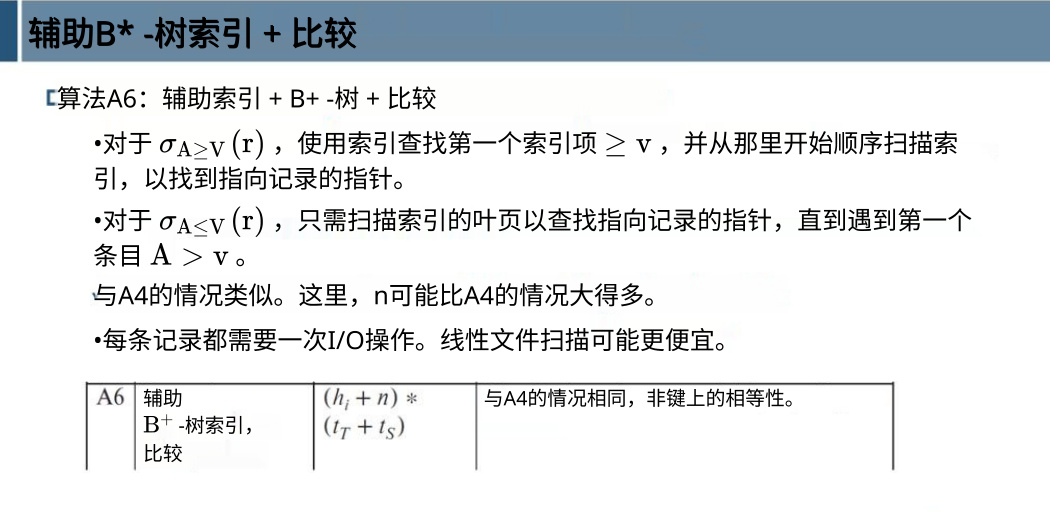 辅助B* -树索引 + 比较
算法A6：辅助索引 + B+ -树 + 比较
•对于 σA≥V (r) ，使用索引查找第一个索引项 ≥ v ，并从那里开始顺序扫描索
引，以找到指向记录的指针。
•对于 σA≤V (r) ，只需扫描索引的叶页以查找指向记录的指针，直到遇到第一个
条目 A > v 。
与A4的情况类似。这里，n可能比A4的情况大得多。
•每条记录都需要一次I/O操作。线性文件扫描可能更便宜。
A6 辅助 (hi + n) * 与A4的情况相同，非键上的相等性。
B+ -树索引， (tT + tS)
比较